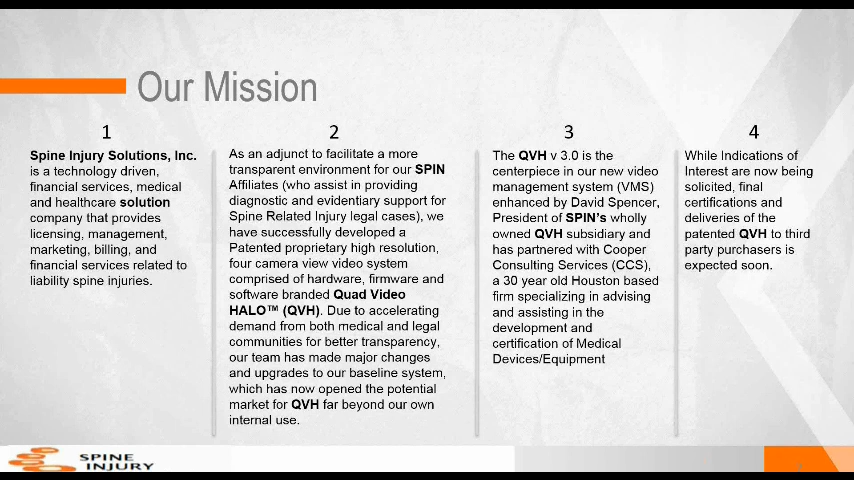 Our Mission
1
Spine Injury Solutions, Inc.
is a technology driven,
financial services, medical
and healthcare solution
company that provides
licensing, management,
marketing, billing, and
financial services related to
liability spine injuries.
2
As an adjunct to facilitate a more
transparent environment for our SPIN
Affiliates (who assist in providing
diagnostic and evidentiary support for
Spine Related Injury legal cases), we
have successfully developed a
Patented proprietary high resolution,
four camera view video system
comprised of hardware, firmware and
software branded Quad Video
HALO™ (QVH). Due to accelerating
demand from both medical and legal
communities for better transparency,
our team has made major changes
and upgrades to our baseline system,
which has now opened the potential
market for QVH far beyond our own
internal use.
3
The QVH v 3.0 is the
centerpiece in our new video
management system (VMS)
enhanced by David Spencer,
President of SPIN's wholly
owned QVH subsidiary and
has partnered with Cooper
Consulting Services (CCS),
a 30 year old Houston based
firm specializing in advising
and assisting in the
development and
certification of Medical
Devices/Equipment
4
While Indications of
Interest are now being
solicited, final
certifications and
deliveries of the
patented QVH to third
party purchasers is
expected soon.
SPINE
INJURY